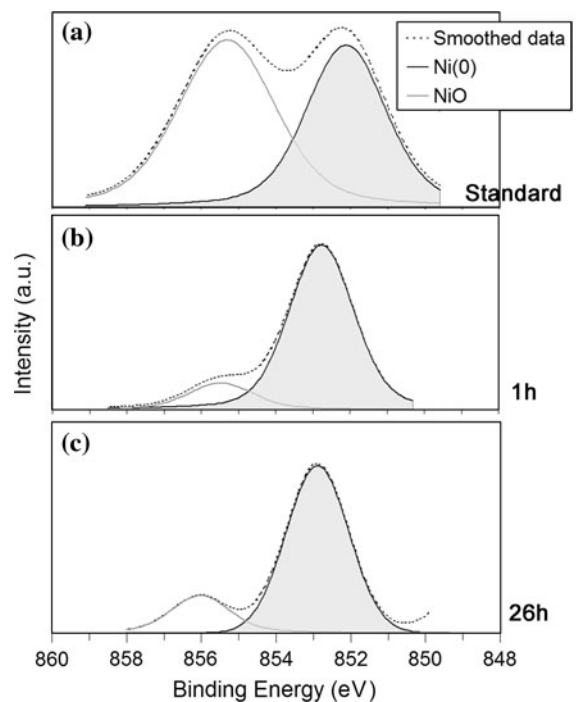 (a)
Smoothed data
Ni(0)
NiO
Standard
(b)
1h
(c)
26h
Intensity (a.u.)
860 858 856 854 852 850 848
Binding Energy (eV)